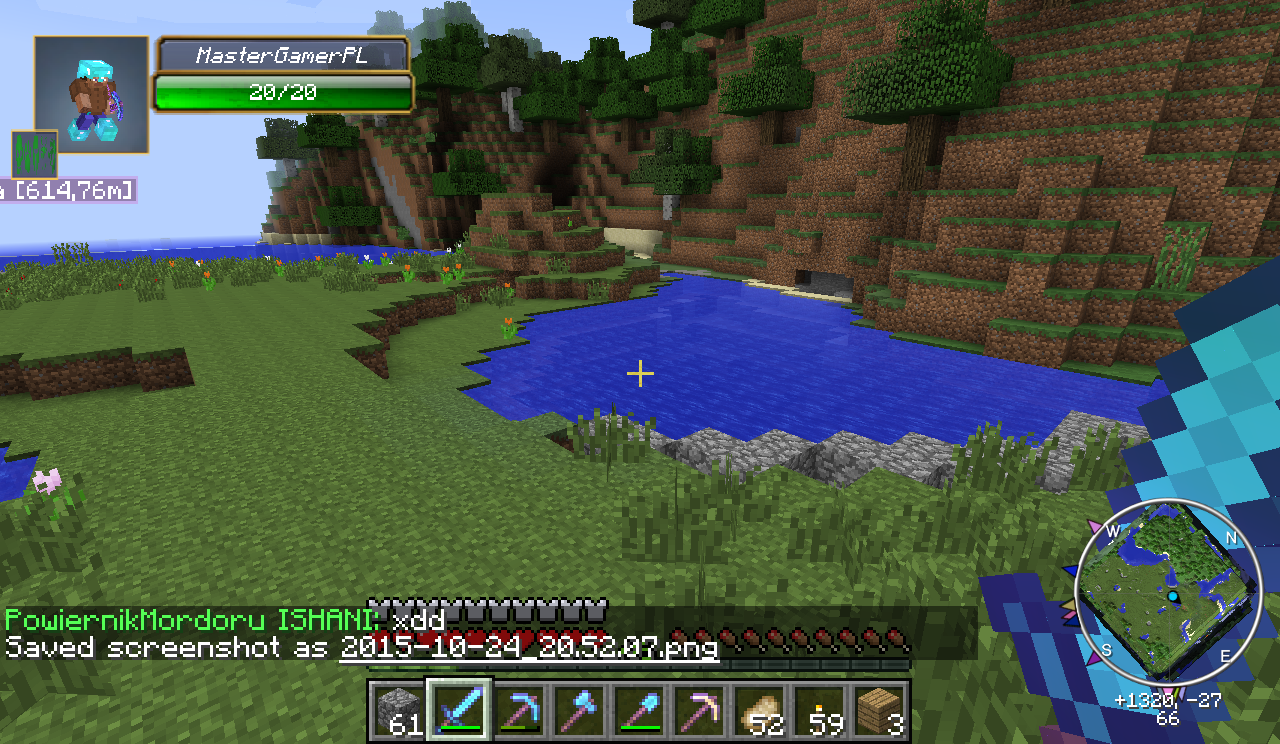 MasterGamerPL
20/20
[614,76m]
PowiernikMordoru ISHANI: xdd
Saved screenshot as 2015-10-24_20.52.07.png
61
52
59
3
W
N
S
E
+1320, -27
66